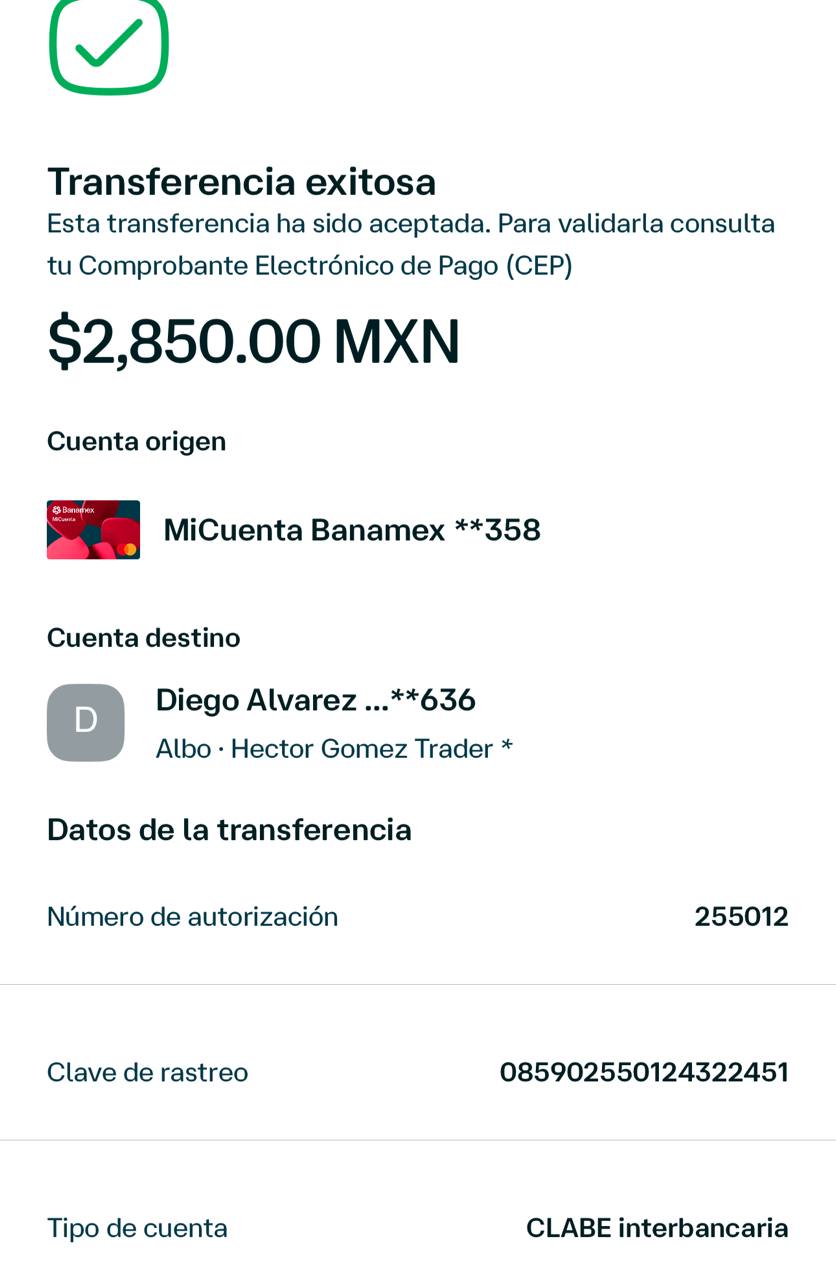 Transferencia exitosa
Esta transferencia ha sido aceptada. Para validarla consulta
tu Comprobante Electrónico de Pago (CEP)
$2,850.00 MXN
Cuenta origen
Banamex
MiCuenta
MiCuenta Banamex **358
Cuenta destino
D
Diego Alvarez ...**636
Albo · Hector Gomez Trader *
Datos de la transferencia
Número de autorización 255012
Clave de rastreo 085902550124322451
Tipo de cuenta CLABE interbancaria